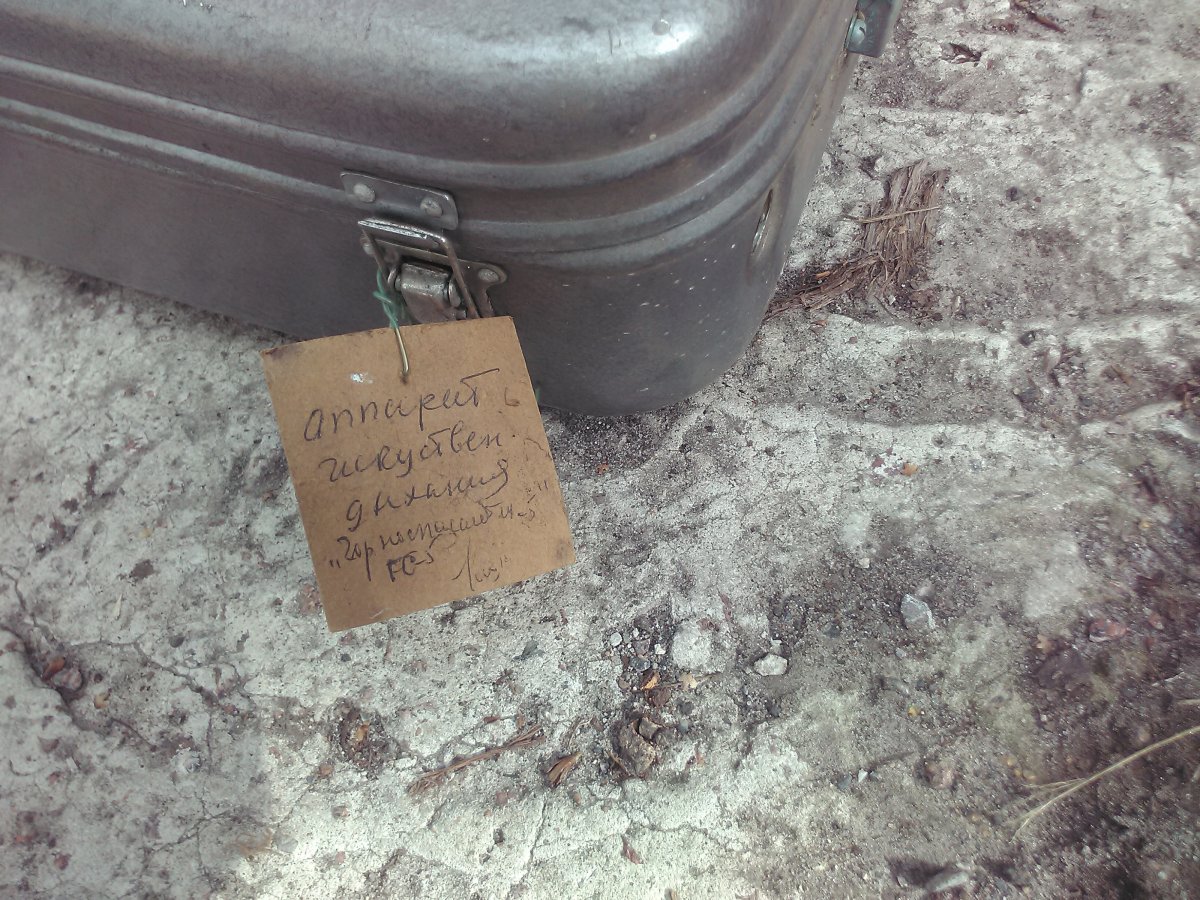 аппарат
искуствен.
дыхания
"Горноспасатель-5"
ГС-5